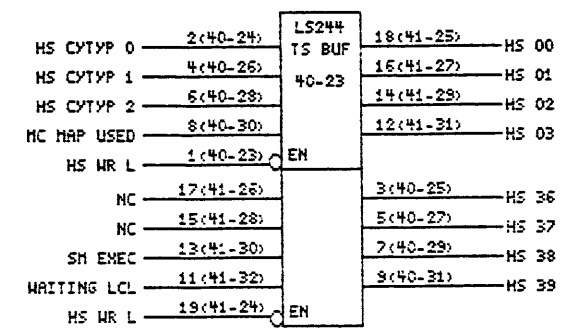 LS244
HS CYTYP 0 2(40-24) TS BUF 18(41-25) HS 00
HS CYTYP 1 4(40-26) 40-23 16(41-27) HS 01
HS CYTYP 2 6(40-28) 14(41-29) HS 02
MC MAP USED 8(40-30) 12(41-31) HS 03
HS WR L 1(40-23) EN
NC 17(41-26) 3(40-25) HS 36
NC 15(41-28) 5(40-27) HS 37
SM EXEC 13(41-30) 7(40-29) HS 38
WAITING LCL 11(41-32) 9(40-31) HS 39
HS WR L 19(41-24) EN